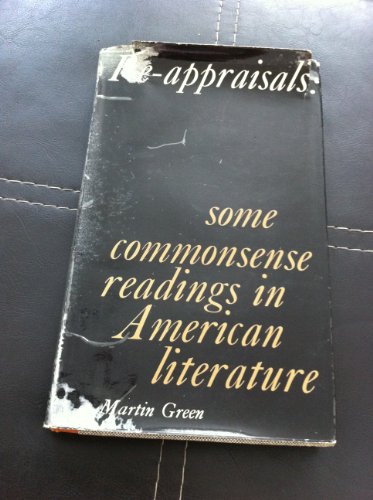 Re-appraisals:
some
commonsense
readings in
American
literature
Martin Green